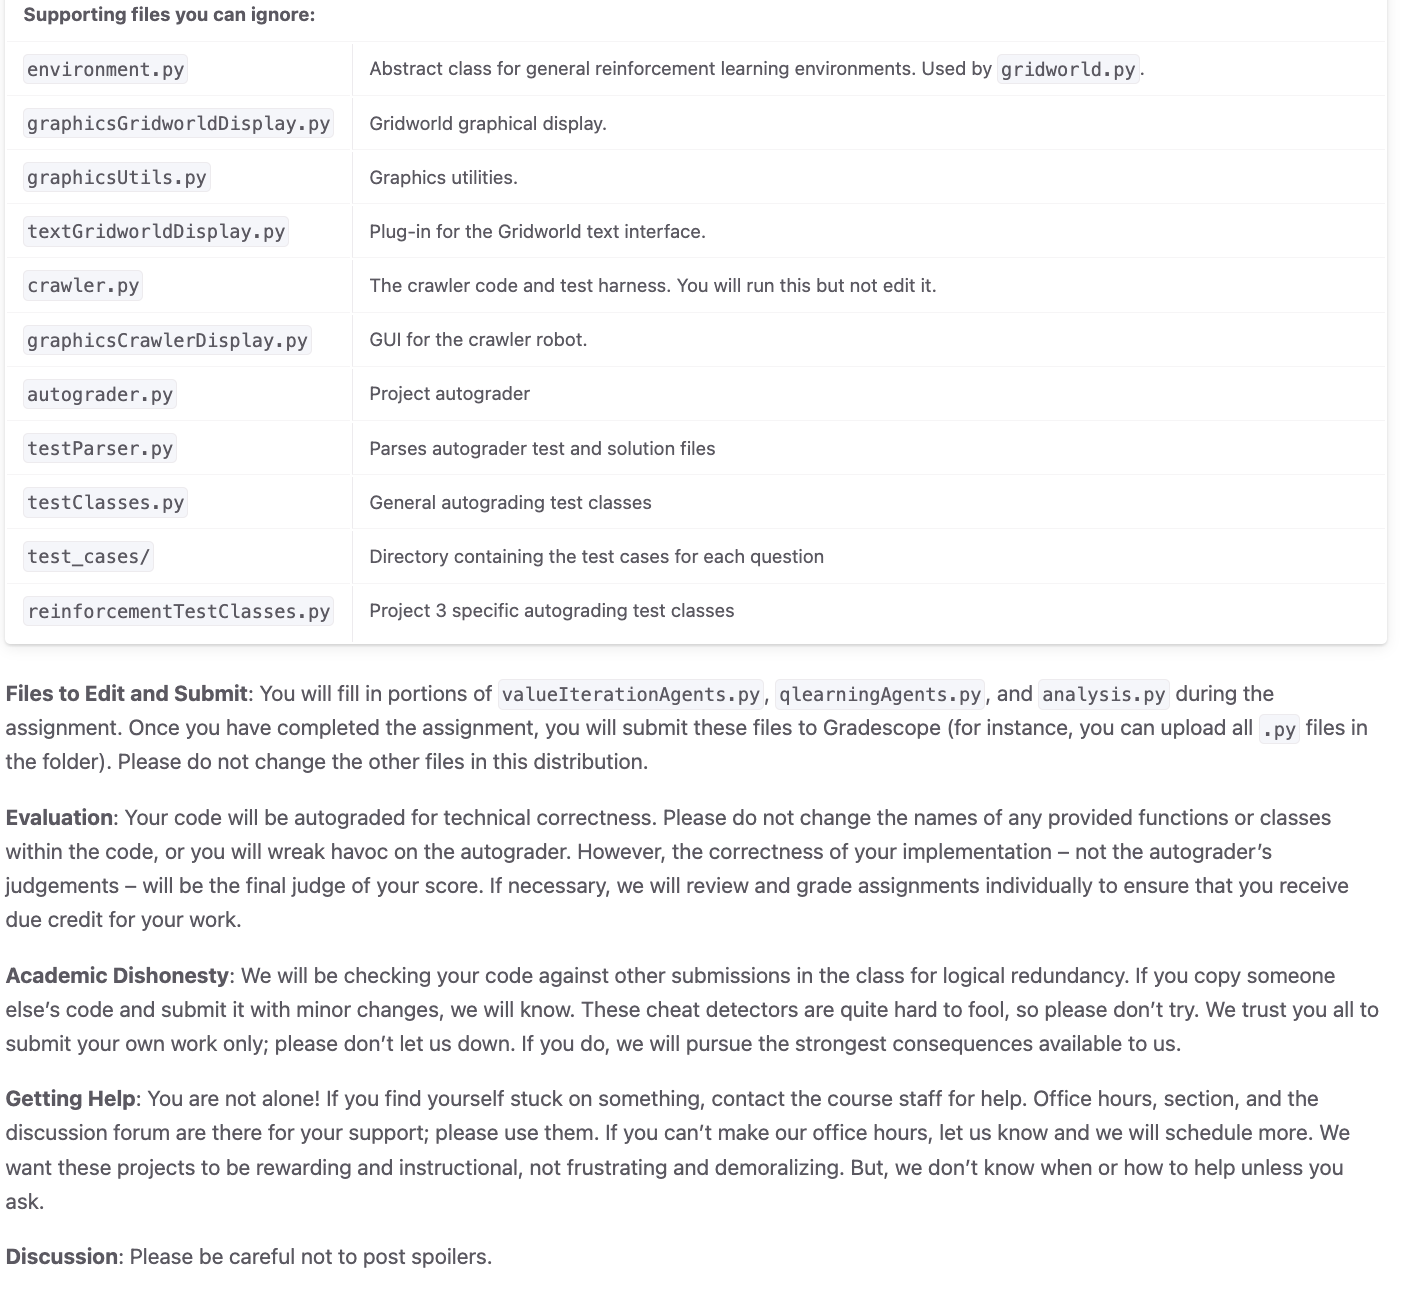 Supporting files you can ignore:
environment.py Abstract class for general reinforcement learning environments. Used by gridworld.py.
graphicsGridworldDisplay.py Gridworld graphical display.
graphicsUtils.py Graphics utilities.
textGridworldDisplay.py Plug-in for the Gridworld text interface.
crawler.py The crawler code and test harness. You will run this but not edit it.
graphicsCrawlerDisplay.py GUI for the crawler robot.
autograder.py Project autograder
testParser.py Parses autograder test and solution files
testClasses.py General autograding test classes
test_cases/ Directory containing the test cases for each question
reinforcementTestClasses.py Project 3 specific autograding test classes
Files to Edit and Submit: You will fill in portions of valueIterationAgents.py, qlearningAgents.py, and analysis.py during the
assignment. Once you have completed the assignment, you will submit these files to Gradescope (for instance, you can upload all .py files in
the folder). Please do not change the other files in this distribution.
Evaluation: Your code will be autograded for technical correctness. Please do not change the names of any provided functions or classes
within the code, or you will wreak havoc on the autograder. However, the correctness of your implementation – not the autograder’s
judgements – will be the final judge of your score. If necessary, we will review and grade assignments individually to ensure that you receive
due credit for your work.
Academic Dishonesty: We will be checking your code against other submissions in the class for logical redundancy. If you copy someone
else’s code and submit it with minor changes, we will know. These cheat detectors are quite hard to fool, so please don’t try. We trust you all to
submit your own work only; please don’t let us down. If you do, we will pursue the strongest consequences available to us.
Getting Help: You are not alone! If you find yourself stuck on something, contact the course staff for help. Office hours, section, and the
discussion forum are there for your support; please use them. If you can’t make our office hours, let us know and we will schedule more. We
want these projects to be rewarding and instructional, not frustrating and demoralizing. But, we don’t know when or how to help unless you
ask.
Discussion: Please be careful not to post spoilers.